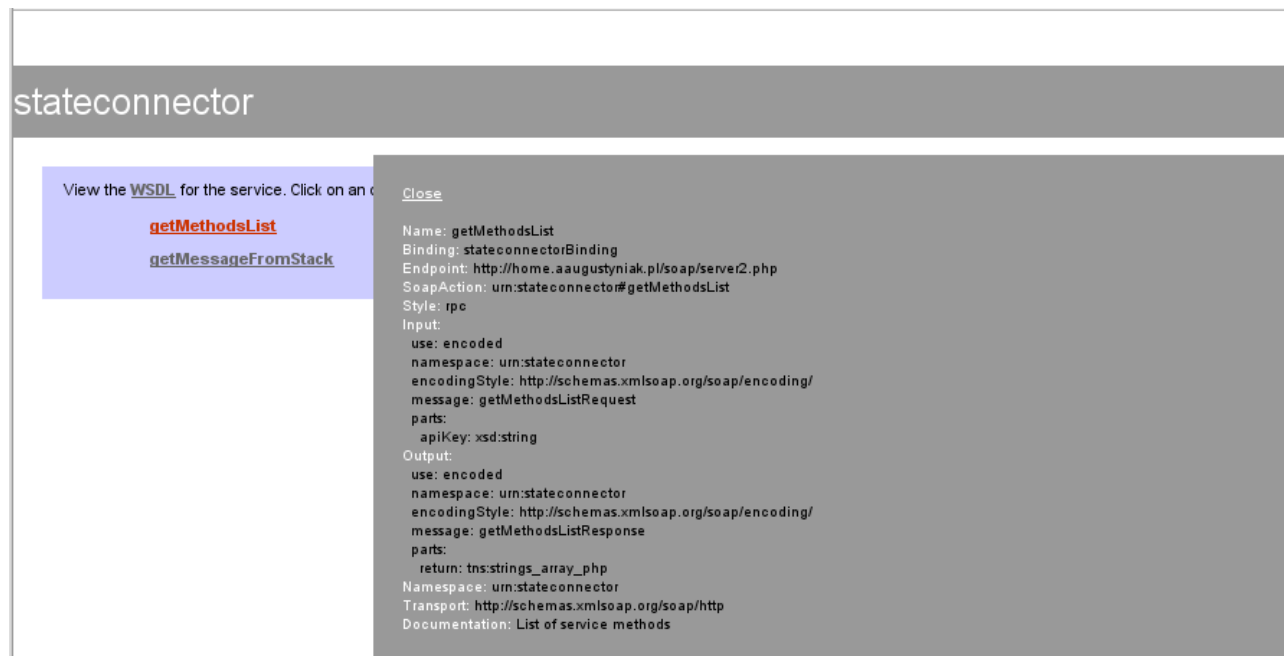 stateconnector
View the WSDL for the service. Click on an
getMethodsList
getMessageFromStack
Close
Name: getMethodsList
Binding: stateconnectorBinding
Endpoint: http://home.aaugustyniak.pl/soap/server2.php
SoapAction: urn:stateconnector#getMethodsList
Style: rpc
Input:
use: encoded
namespace: urn:stateconnector
encodingStyle: http://schemas.xmlsoap.org/soap/encoding/
message: getMethodsListRequest
parts:
apiKey: xsd:string
Output:
use: encoded
namespace: urn:stateconnector
encodingStyle: http://schemas.xmlsoap.org/soap/encoding/
message: getMethodsListResponse
parts:
return: tns:strings_array_php
Namespace: urn:stateconnector
Transport: http://schemas.xmlsoap.org/soap/http
Documentation: List of service methods